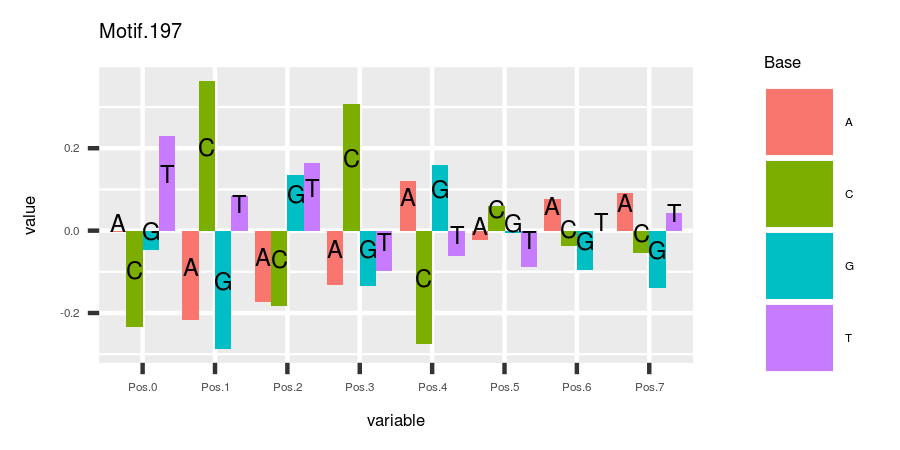 Motif.197
Base
value
0.2
0.0
-0.2
A C G T
A C G T
A C G T
A C G T
A C G T
A C G T
A C G T
A C G T
Pos.0 Pos.1 Pos.2 Pos.3 Pos.4 Pos.5 Pos.6 Pos.7
variable
A
C
G
T